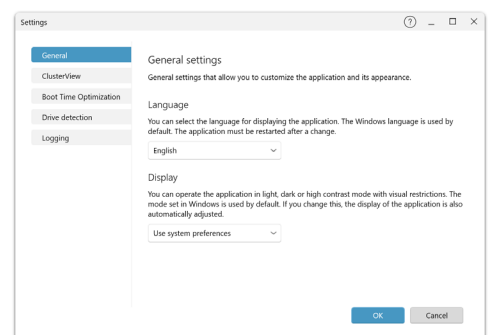 Settings
General
ClusterView
Boot Time Optimization
Drive detection
Logging
General settings
General settings that allow you to customize the application and its appearance.
Language
You can select the language for displaying the application. The Windows language is used by
default. The application must be restarted after a change.
English
Display
You can operate the application in light, dark or high contrast mode with visual restrictions. The
mode set in Windows is used by default. If you change this, the display of the application is also
automatically adjusted.
Use system preferences
OK
Cancel